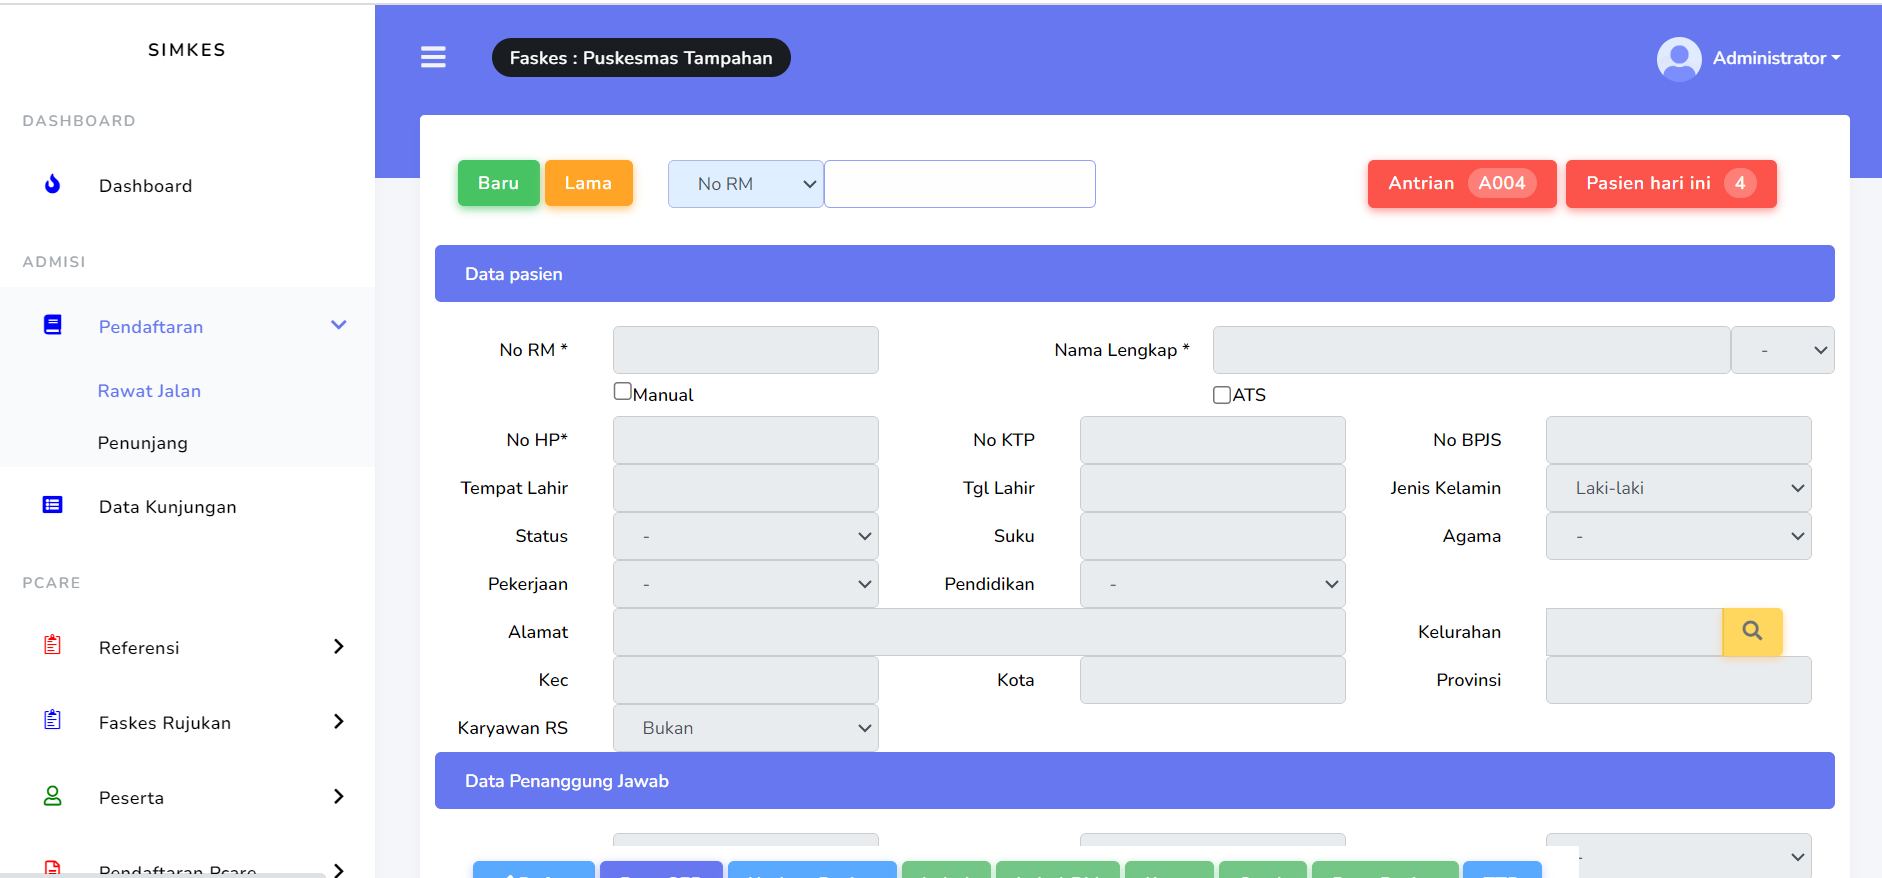 SIMKES
DASHBOARD
Dashboard
ADMISI
Pendaftaran
Rawat Jalan
Penunjang
Data Kunjungan
PCARE
Referensi
Faskes Rujukan
Peserta
Pendaftaran Pcare
Faskes : Puskesmas Tampahan
Administrator
Baru Lama No RM Antrian A004 Pasien hari ini 4
Data pasien
No RM * Nama Lengkap * -
Manual ATS
No HP* No KTP No BPJS
Tempat Lahir Tgl Lahir Jenis Kelamin Laki-laki
Status - Suku Agama -
Pekerjaan - Pendidikan -
Alamat Kelurahan
Kec Kota Provinsi
Karyawan RS Bukan
Data Penanggung Jawab
-